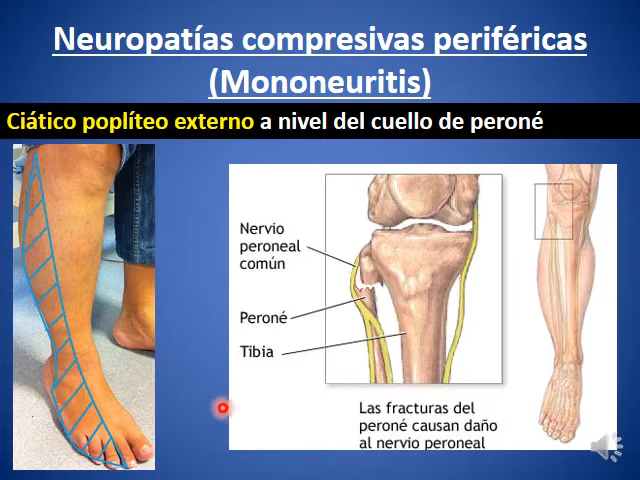 Neuropatías compresivas periféricas
(Mononeuritis)
Ciático poplíteo externo a nivel del cuello de peroné
Nervio
peroneal
común
Peroné
Tibia
Las fracturas del
peroné causan daño
al nervio peroneal